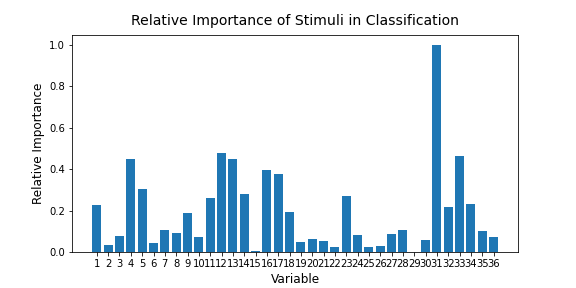 Relative Importance of Stimuli in Classification
1.0
0.8
0.6
0.4
0.2
0.0
Relative Importance
1 2 3 4 5 6 7 8 9 10 11 12 13 14 15 16 17 18 19 20 21 22 23 24 25 26 27 28 29 30 31 32 33 34 35 36
Variable